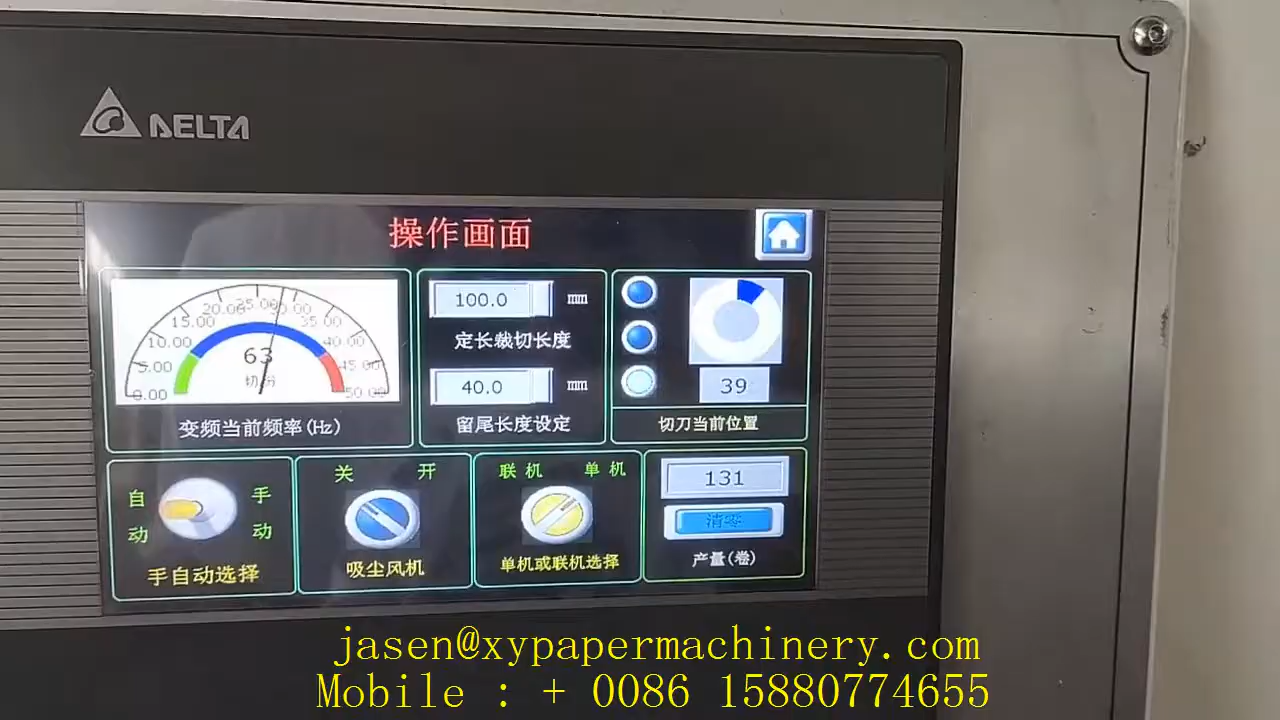 DELTA
操作画面
0.00
5.00
10.00
15.00
20.00
25.00
30.00
35.00
40.00
45.00
50.00
63
切/分
变频当前频率(Hz)
100.0 mm
定长裁切长度
40.0 mm
留尾长度设定
39
切刀当前位置
自动 手动
手自动选择
关 开
吸尘风机
联机 单机
单机或联机选择
131
清零
产量(卷)
jasen@xypapermachinery.com
Mobile : + 0086 15880774655